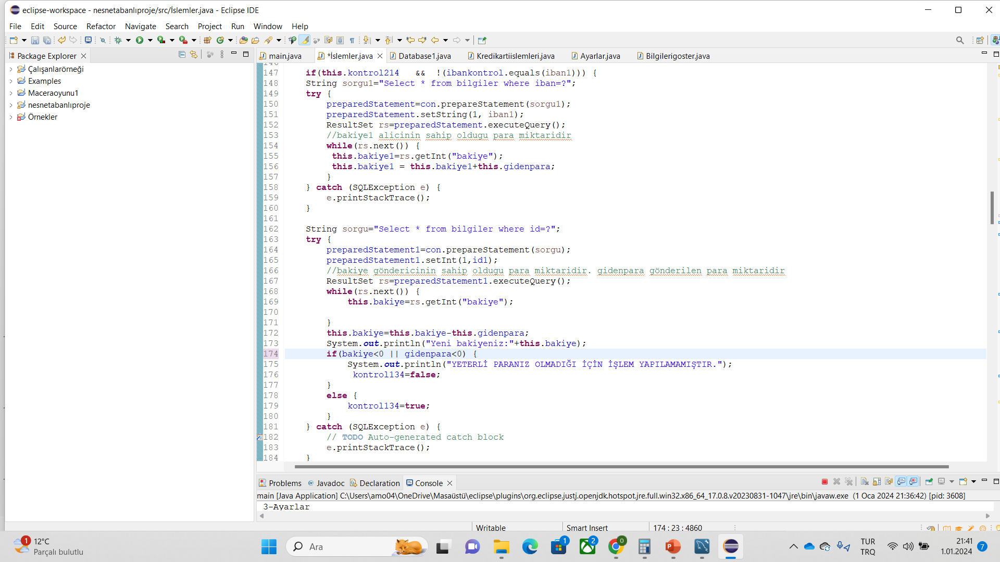 eclipse-workspace - nesnetabanlıproje/src/İslemler.java - Eclipse IDE
File Edit Source Refactor Navigate Search Project Run Window Help
Package Explorer
main.java *İslemler.java Database1.java Kredikartiislemleri.java Ayarlar.java Bilgilerigoster.java
Çalışanlarörneği
Examples
Maceraoyunu1
nesnetabanlıproje
Örnekler
147 if(this.kontrol214 && !(ibankontrol.equals(iban1))) {
148 String sorgu1="Select * from bilgiler where iban=?";
149 try {
150 preparedStatement=con.prepareStatement(sorgu1);
151 preparedStatement.setString(1, iban1);
152 ResultSet rs=preparedStatement.executeQuery();
153 //bakiye1 alicinin sahip oldugu para miktaridir
154 while(rs.next()) {
155 this.bakiye1=rs.getInt("bakiye");
156 this.bakiye1 = this.bakiye1+this.gidenpara;
157 }
158 } catch (SQLException e) {
159 e.printStackTrace();
160 }
161
162 String sorgu="Select * from bilgiler where id=?";
163 try {
164 preparedStatement1=con.prepareStatement(sorgu);
165 preparedStatement1.setInt(1,id1);
166 //bakiye göndericinin sahip oldugu para miktaridir. gidenpara gönderilen para miktaridir
167 ResultSet rs=preparedStatement1.executeQuery();
168 while(rs.next()) {
169 this.bakiye=rs.getInt("bakiye");
170
171 }
172 this.bakiye=this.bakiye-this.gidenpara;
173 System.out.println("Yeni bakiyeniz:"+this.bakiye);
174 if(bakiye<0 || gidenpara<0) {
175 System.out.println("YETERLİ PARANIZ OLMADIĞI İÇİN İŞLEM YAPILAMAMIŞTIR.");
176 kontrol134=false;
177 }
178 else {
179 kontrol134=true;
180 }
181 } catch (SQLException e) {
182 // TODO Auto-generated catch block
183 e.printStackTrace();
184 }
Problems Javadoc Declaration Console
main [Java Application] C:\Users\amo04\OneDrive\Masaüstü\eclipse\plugins\org.eclipse.justj.openjdk.hotspot.jre.full.win32.x86_64_17.0.8.v20230831-1047\jre\bin\javaw.exe (1 Oca 2024 21:36:42) [pid: 3608]
3-Ayarlar
Writable Smart Insert 174 : 23 : 4860
1 12°C
Parçalı bulutlu
Ara
1
2
0
TUR
TRQ
21:41
1.01.2024
7